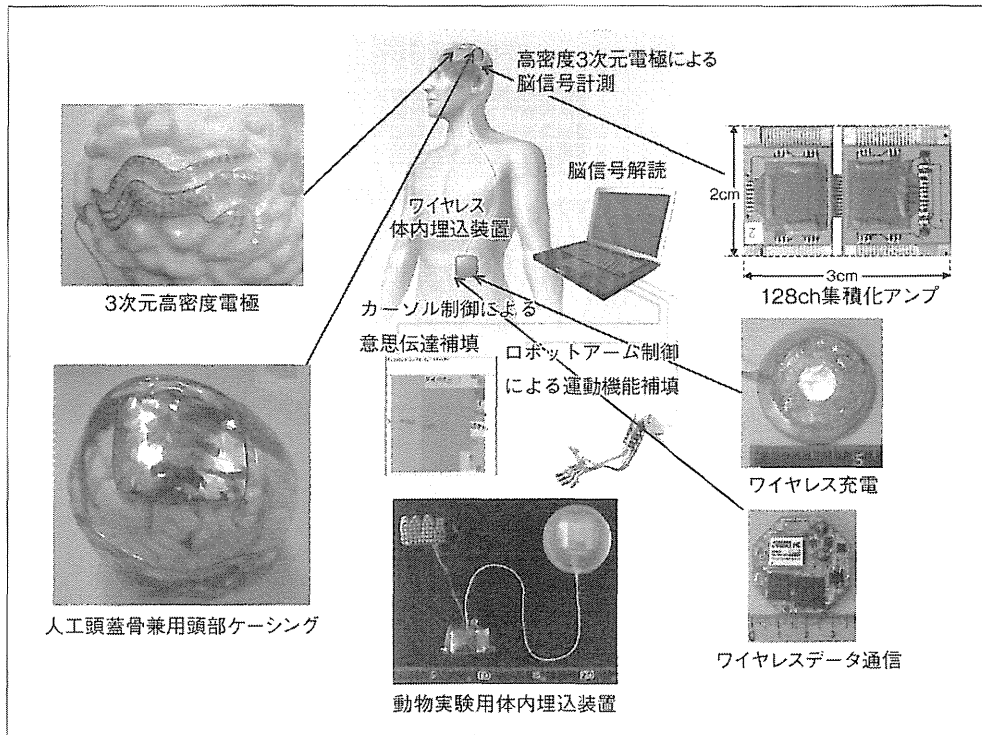 高密度3次元電極による
脳信号計測
脳信号解読
2cm
ワイヤレス
体内埋込装置
3cm
3次元高密度電極
128ch集積化アンプ
カーソル制御による
意思伝達補填
ロボットアーム制御
による運動機能補填
ワイヤレス充電
人工頭蓋骨兼用頭部ケーシング
ワイヤレスデータ通信
動物実験用体内埋込装置